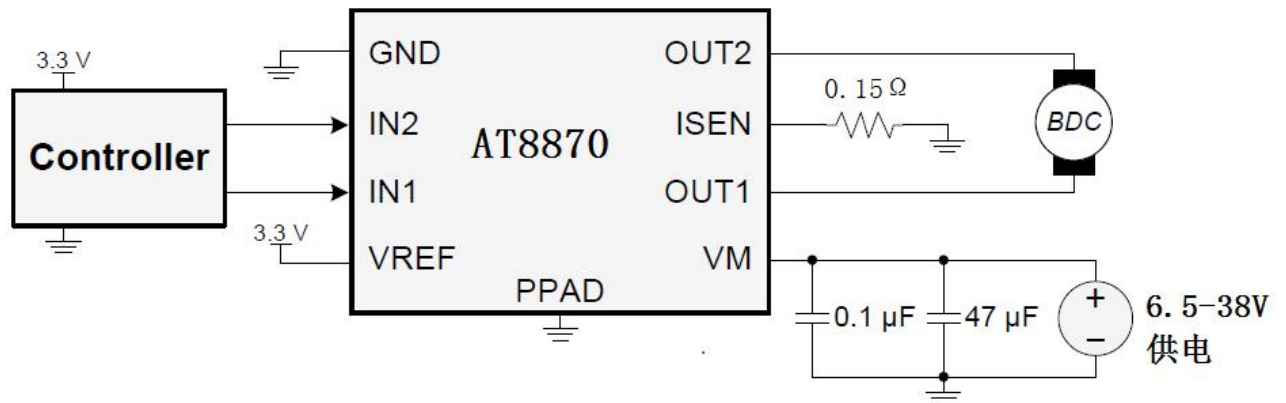 3.3 V
Controller
GND
IN2
IN1
3.3 V
VREF
AT8870
PPAD
OUT2
ISEN
OUT1
VM
0.15Ω
BDC
0.1 µF
47 µF
+
−
6.5-38V
供电